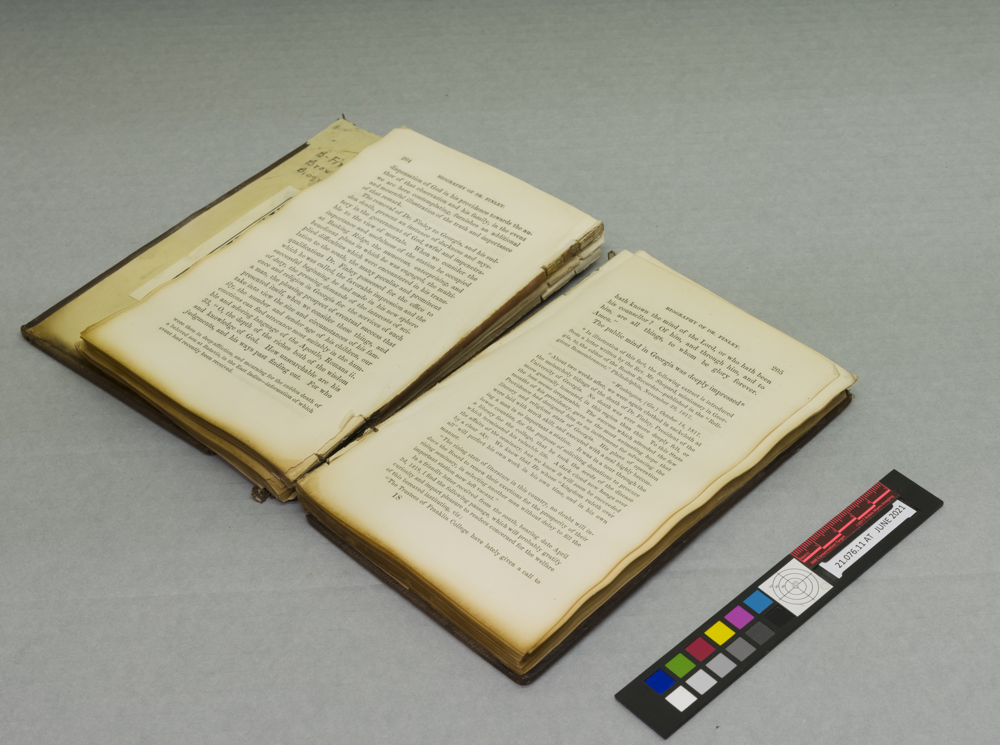 B-Fi
Brow
Biogr
204
BIOGRAPHY OF DR. FINLEY.
dispensation of God in his providence towards the au-
thor of that observation and his family, in the event
we are here contemplating, furnishes an additional
and mournful illustration of the truth and importance
of that remark.
The removal of Dr. Finley to Georgia, and his sud-
den death, present an instance of darkness and mys-
tery in the government of God, awful and impenetra-
ble to the view of mortals. When we consider the
importance and usefulness of the station he occupied
at Basking Ridge, the numerous, enterprising, and
beneficent plans in which he was engaged, the multi-
plied difficulties which were encountered in his trans-
lation to the south, the many peculiar and prominent
qualifications Dr. Finley possessed for the office to
which he was called, the favorable impression and the
successful beginning he had made in his new sphere
of duty, the pressing demands of the interests of sci-
ence and religion in Georgia for the services of such
a man, the pleasing prospect of eventual success that
presented itself, when we consider these things, and
take into view the size and circumstances of his fam-
ily, the number and tender age of his children, our
emotions can find utterance most suitably in the hum-
ble and adoring language of the Apostle, Romans ii.
33, "O, the depth of the riches both of the wisdom
and knowledge of God. How unsearchable are his
judgments, and his ways past finding out. For who
were then in deep affliction, and mourning for the sudden death of
a beloved son at Batavia, in the East Indies—information of which
event had recently been received.
BIOGRAPHY OF DR. FINLEY.
205
hath known the mind of the Lord, or who hath been
his counsellor? Of him, and through him, and to
him, are all things, to whom be glory forever.
Amen."
The public mind in Georgia was deeply impressed*
* In illustration of this fact, the following extract is introduced
from a letter written by the Rev. Mr. Shepard, missionary in Geor-
gia, to the editor of the Boston Recorder—published in the "Reli-
gious Remembrancer," Philadelphia, November 29, 1817.
"Washington, (Ga.) October 14, 1817.
"About two weeks after, we were again clothed in sackcloth at
the melancholy tidings of the death of Dr. Finley, President of the
University of Georgia. No death was ever more deeply felt, or
more generally lamented, in this region than this. To this State
the loss seems irreparable. The success which attended the few
months of his presidency, gave us the most animating hope that
Providence had designed him as an instrument for advancing the
literary and religious state of Georgia. His plans of operation
were laid with much skill, and executed with a zeal highly becom-
ing a man in so important a station. It was in a tour through the
lower counties, for the purpose of soliciting donations to procure
a library for the college, that he took the seeds of the disease
which terminated his valuable life. A dark cloud now hangs over
the affairs of the seminary, but we know it will soon be succeeded
by a clear sky. We know that He whose "kingdom ruleth over
all" will perfect his own work in his own time, and in his own
manner.
"The rising state of literature in this country, no doubt will in-
duce the Board to renew their exertions for the prosperity of their
rising seminary, in selecting another man without delay to fill the
important station now left vacant."
In a friendly letter received from the south, bearing date April
2d, 1818, I find the following passage, which will probably gratify
curiosity and impart pleasure to readers concerned for the welfare
of this bereaved institution, viz:
"The Trustees of Franklin College have lately given a call to
18
Metric
RMI Conservation Target
©2017 Robin Myers Imaging
21.076.11 AT JUNE 2021